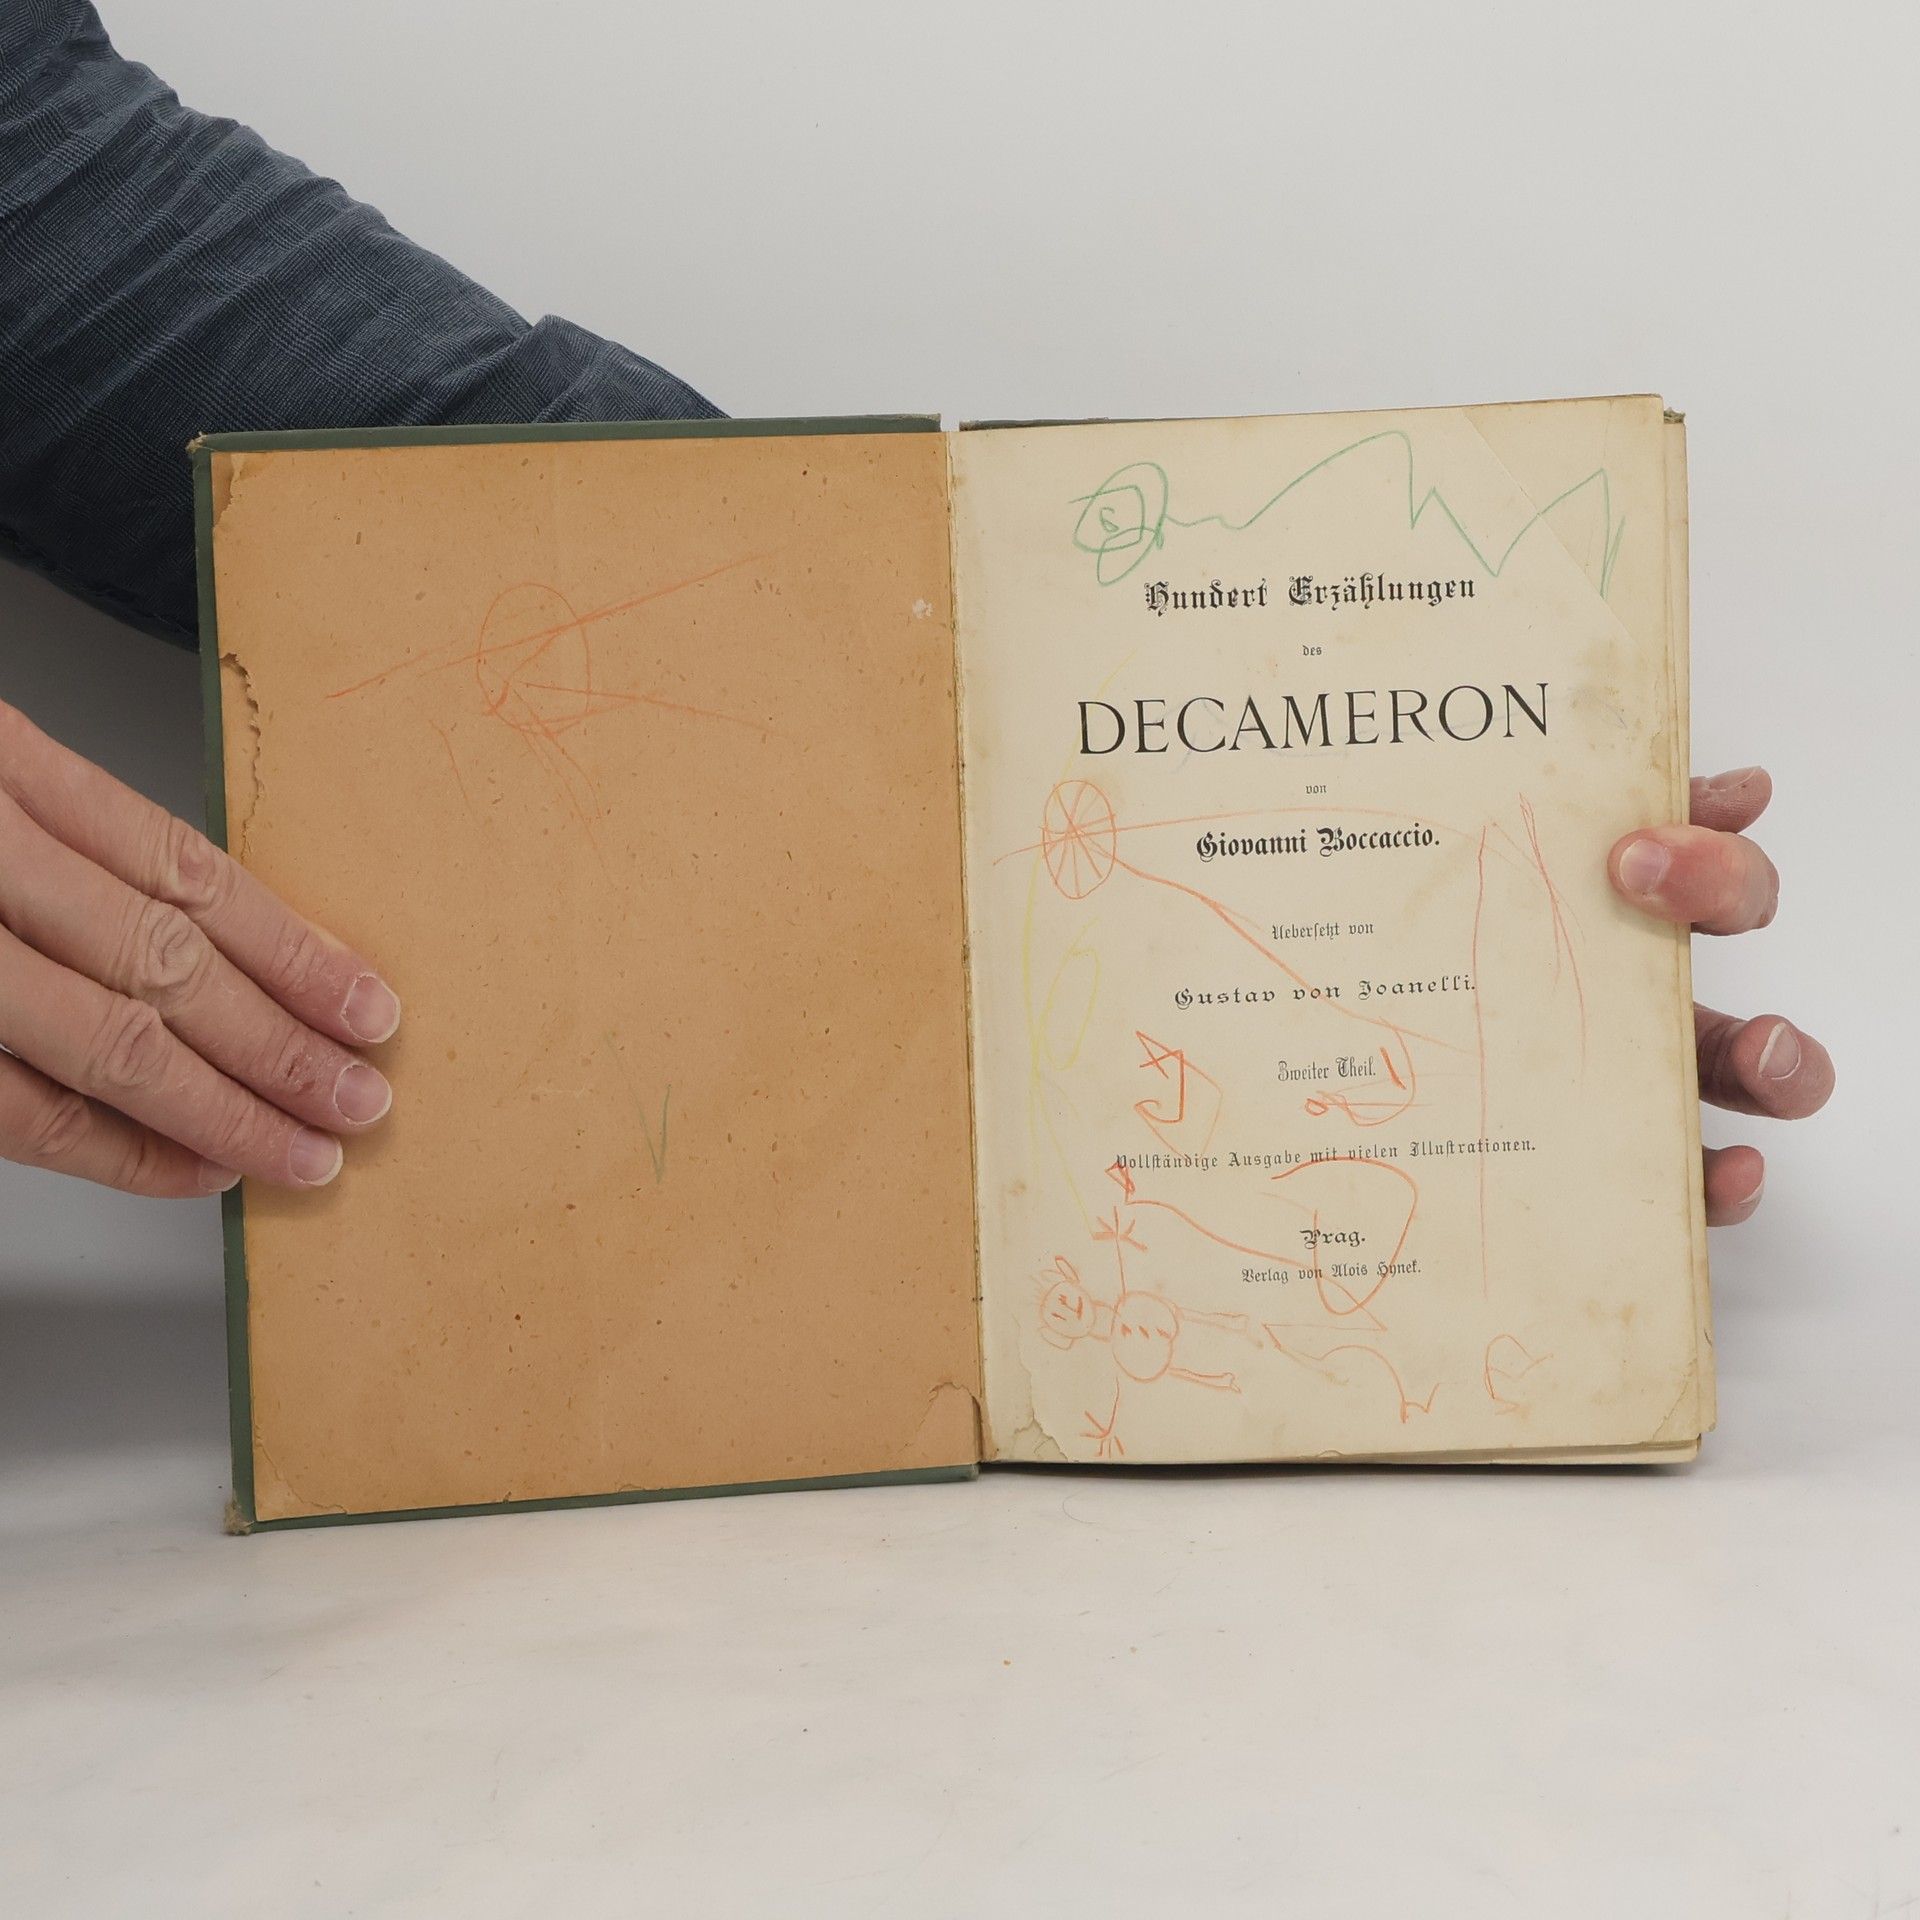 Hundert Erzählungen
des
DECAMERON
von
Giovanni Boccaccio.
Uebersetzt von
Gustav von Joanelli.
Zweiter Theil.
Vollständige Ausgabe mit vielen Illustrationen.
Prag.
Verlag von Alois Hynek.